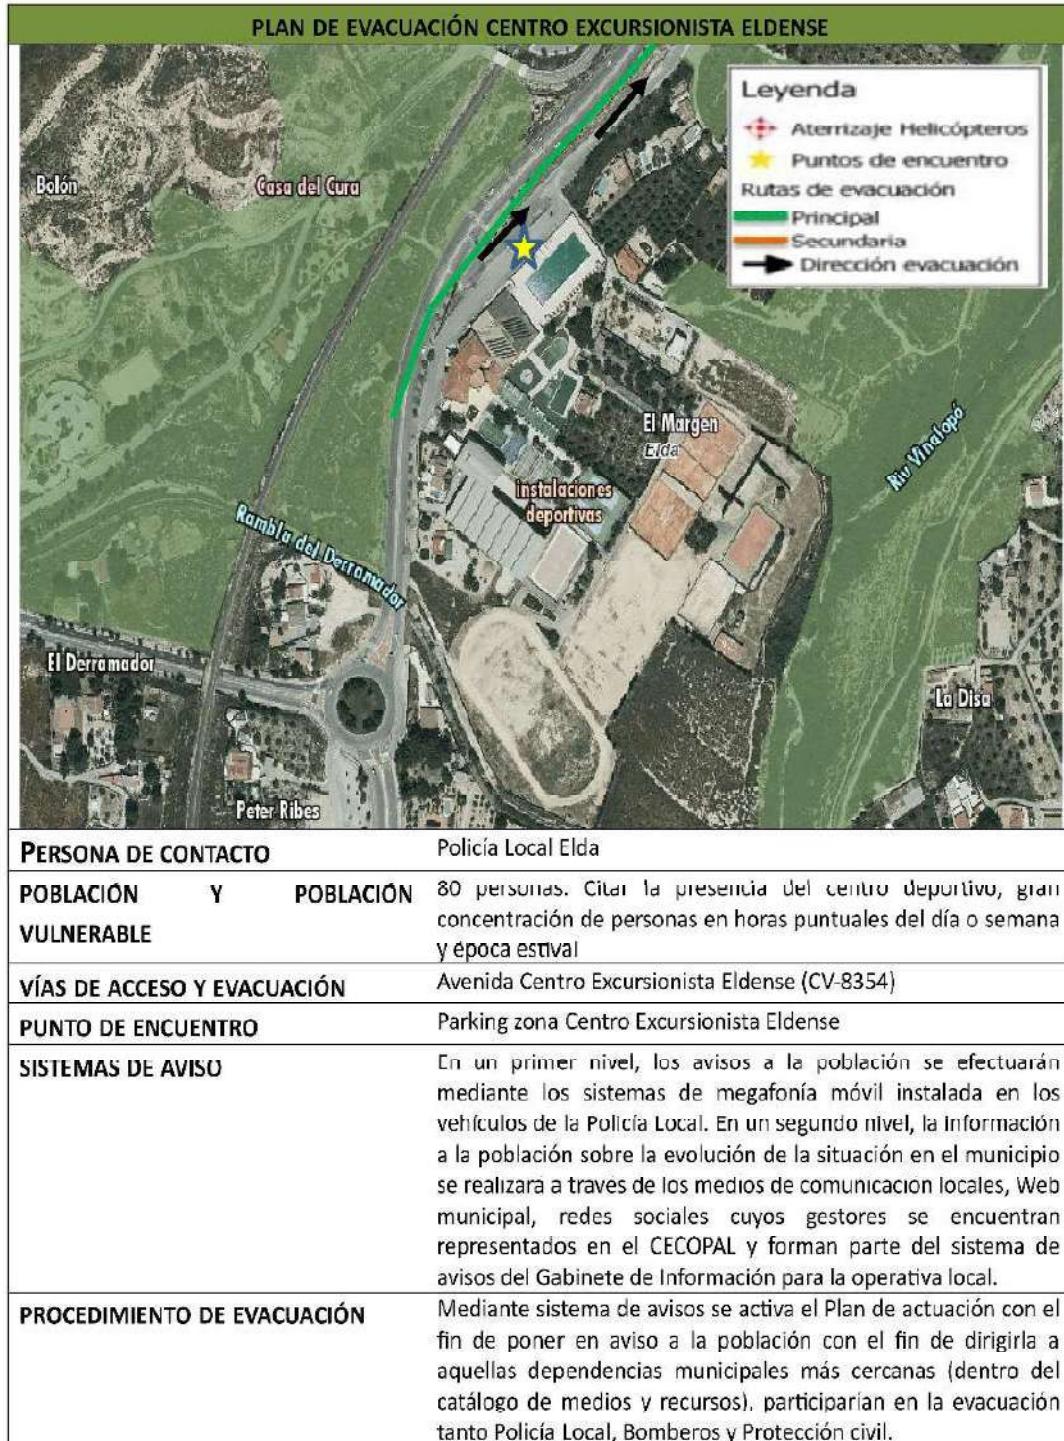 PLAN DE EVACUACIÓN CENTRO EXCURSIONISTA ELDENSE
Leyenda
Aterrizaje Helicópteros
Puntos de encuentro
Rutas de evacuación
Principal
Secundaria
Dirección evacuación
Bolón
Casa del Cura
El Margen
Elda
Riu Vinalopó
instalaciones
deportivas
Rambla del Derramador
El Derramador
La Disa
Peter Ribes
PERSONA DE CONTACTO
Policía Local Elda
POBLACIÓN Y POBLACIÓN
VULNERABLE
80 personas. Citar la presencia del centro deportivo, gran
concentración de personas en horas puntuales del día o semana
y época estival
VÍAS DE ACCESO Y EVACUACIÓN
Avenida Centro Excursionista Eldense (CV-8354)
PUNTO DE ENCUENTRO
Parking zona Centro Excursionista Eldense
SISTEMAS DE AVISO
En un primer nivel, los avisos a la población se efectuarán
mediante los sistemas de megafonía móvil instalada en los
vehículos de la Policía Local. En un segundo nivel, la información
a la población sobre la evolución de la situación en el municipio
se realizará a través de los medios de comunicación locales, Web
municipal, redes sociales cuyos gestores se encuentran
representados en el CECOPAL y forman parte del sistema de
avisos del Gabinete de Información para la operativa local.
PROCEDIMIENTO DE EVACUACIÓN
Mediante sistema de avisos se activa el Plan de actuación con el
fin de poner en aviso a la población con el fin de dirigirla a
aquellas dependencias municipales más cercanas (dentro del
catálogo de medios y recursos), participarían en la evacuación
tanto Policía Local, Bomberos y Protección civil.